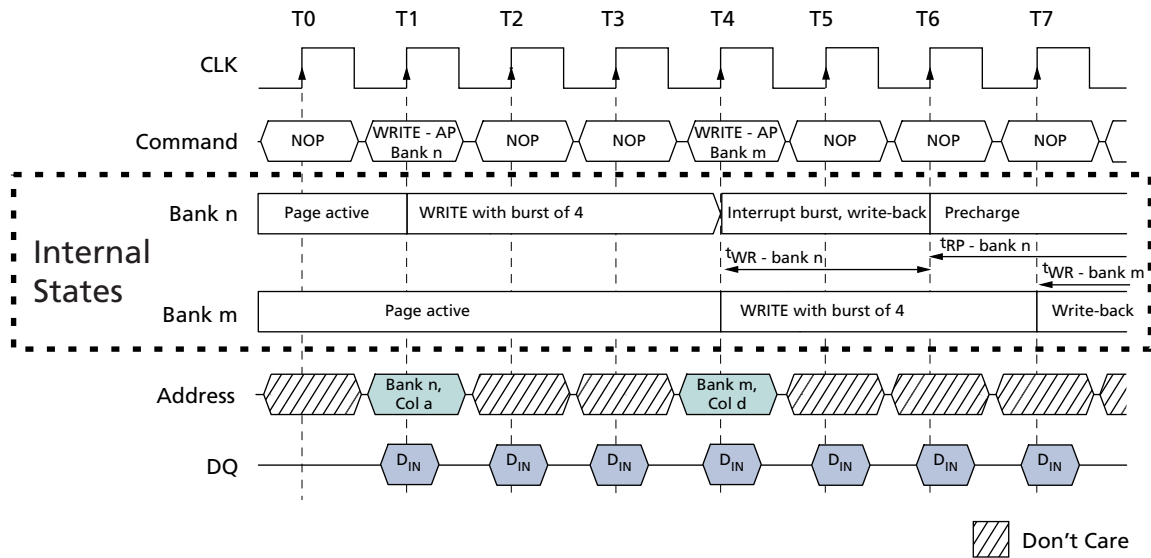 T0 T1 T2 T3 T4 T5 T6 T7
CLK
Command NOP WRITE - AP Bank n NOP NOP WRITE - AP Bank m NOP NOP NOP
Bank n Page active WRITE with burst of 4 Interrupt burst, write-back Precharge
Internal States
tWR - bank n tRP - bank n
tWR - bank m
Bank m Page active WRITE with burst of 4 Write-back
Address Bank n, Col a Bank m, Col d
DQ DIN DIN DIN DIN DIN DIN DIN
Don't Care